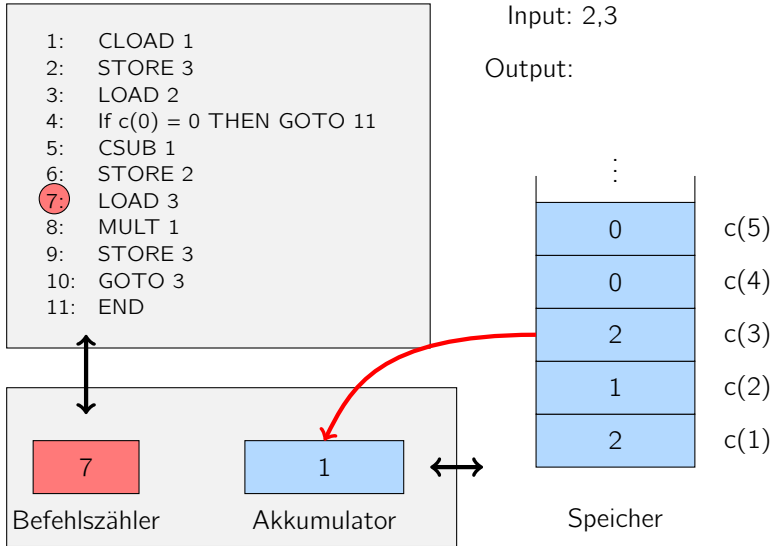 1: CLOAD 1
2: STORE 3
3: LOAD 2
4: If c(0) = 0 THEN GOTO 11
5: CSUB 1
6: STORE 2
7: LOAD 3
8: MULT 1
9: STORE 3
10: GOTO 3
11: END
Input: 2,3
Output:
⋮
0 c(5)
0 c(4)
2 c(3)
1 c(2)
2 c(1)
Speicher
7
Befehlszähler
1
Akkumulator